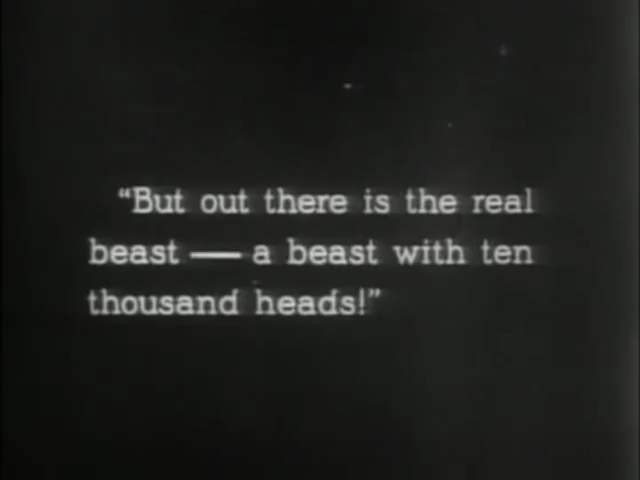 “But out there is the real
beast — a beast with ten
thousand heads!”